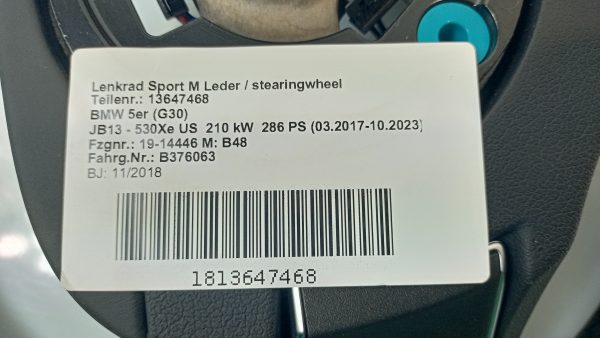 Lenkrad Sport M Leder / stearingwheel
Teilenr.: 13647468
BMW 5er (G30)
JB13 - 530Xe US 210 kW 286 PS (03.2017-10.2023)
Fzgnr.: 19-14446 M: B48
Fahrg.Nr.: B376063
BJ: 11/2018
1813647468